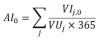 AI₀ = ∑ⱼ VIⱼ,₀ / (VUⱼ × 365)